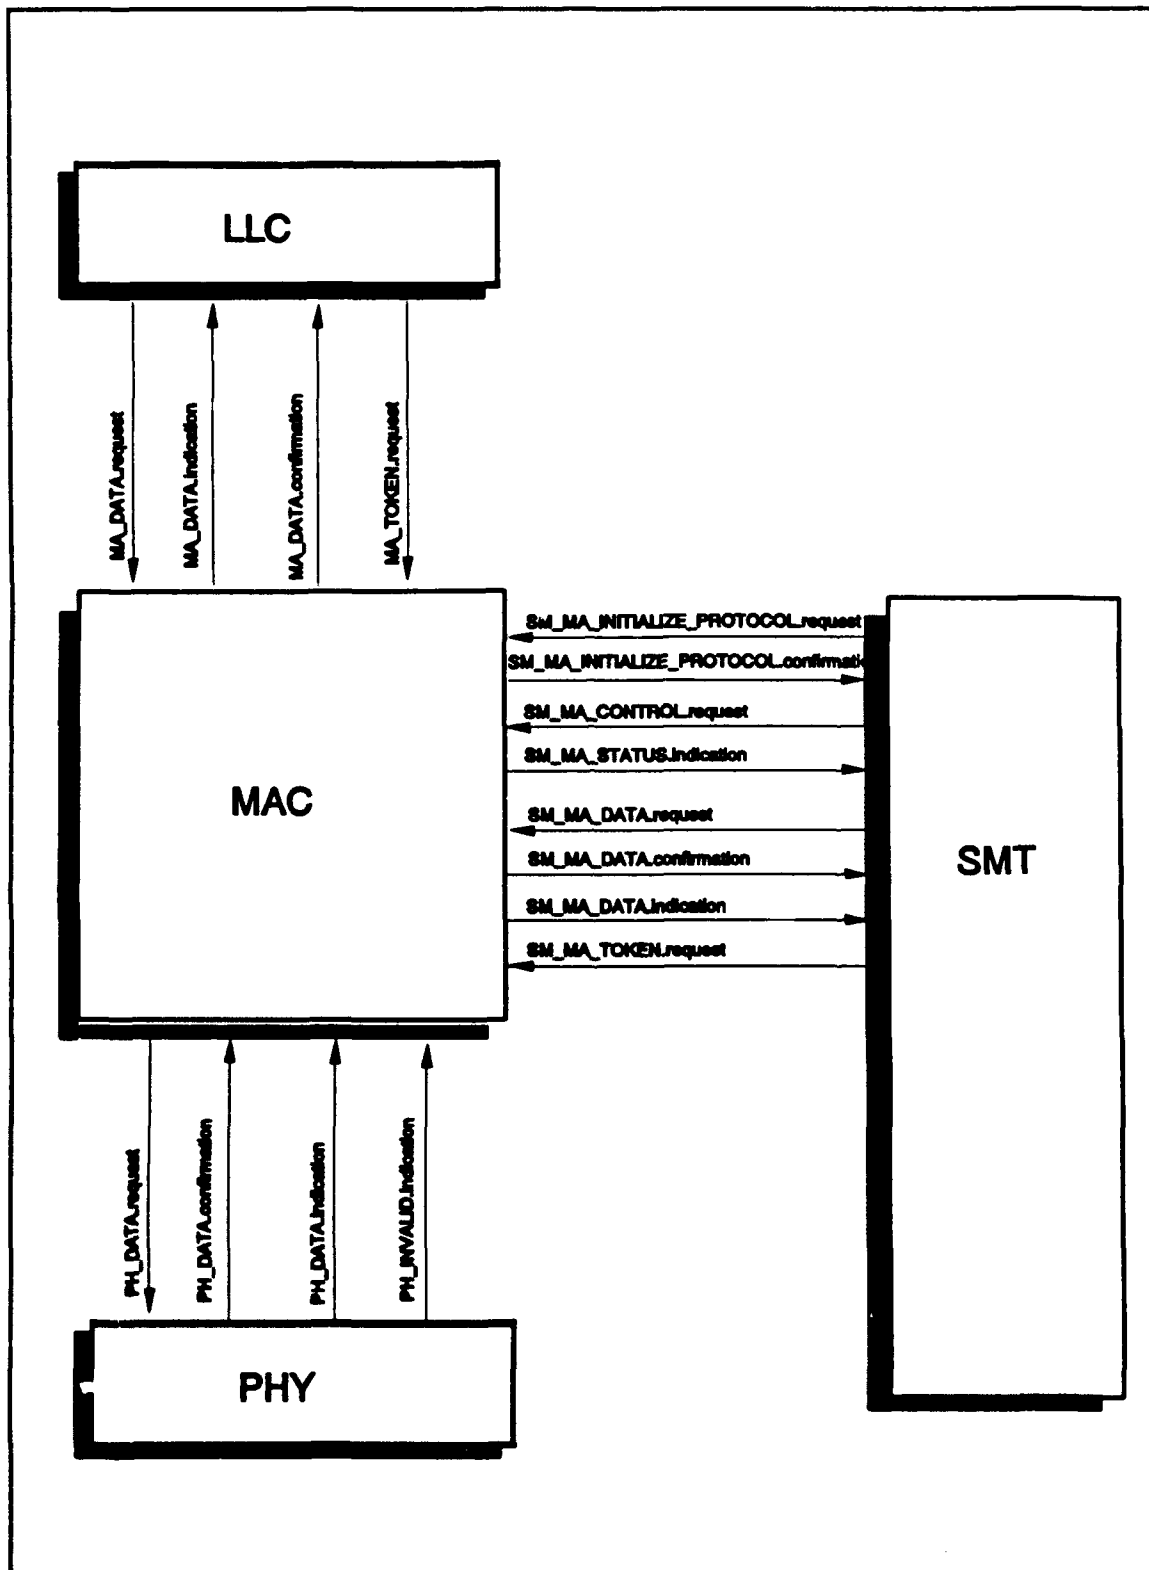 LLC
MA_DATA.request
MA_DATA.indication
MA_DATA.confirmation
MA_TOKEN.request
MAC
SM_MA_INITIALIZE_PROTOCOL.request
SM_MA_INITIALIZE_PROTOCOL.confirmatic
SM_MA_CONTROL.request
SM_MA_STATUS.indication
SM_MA_DATA.request
SM_MA_DATA.confirmation
SM_MA_DATA.indication
SM_MA_TOKEN.request
SMT
PH_DATA.request
PH_DATA.confirmation
PH_DATA.indication
PH_INVALID.indication
PHY